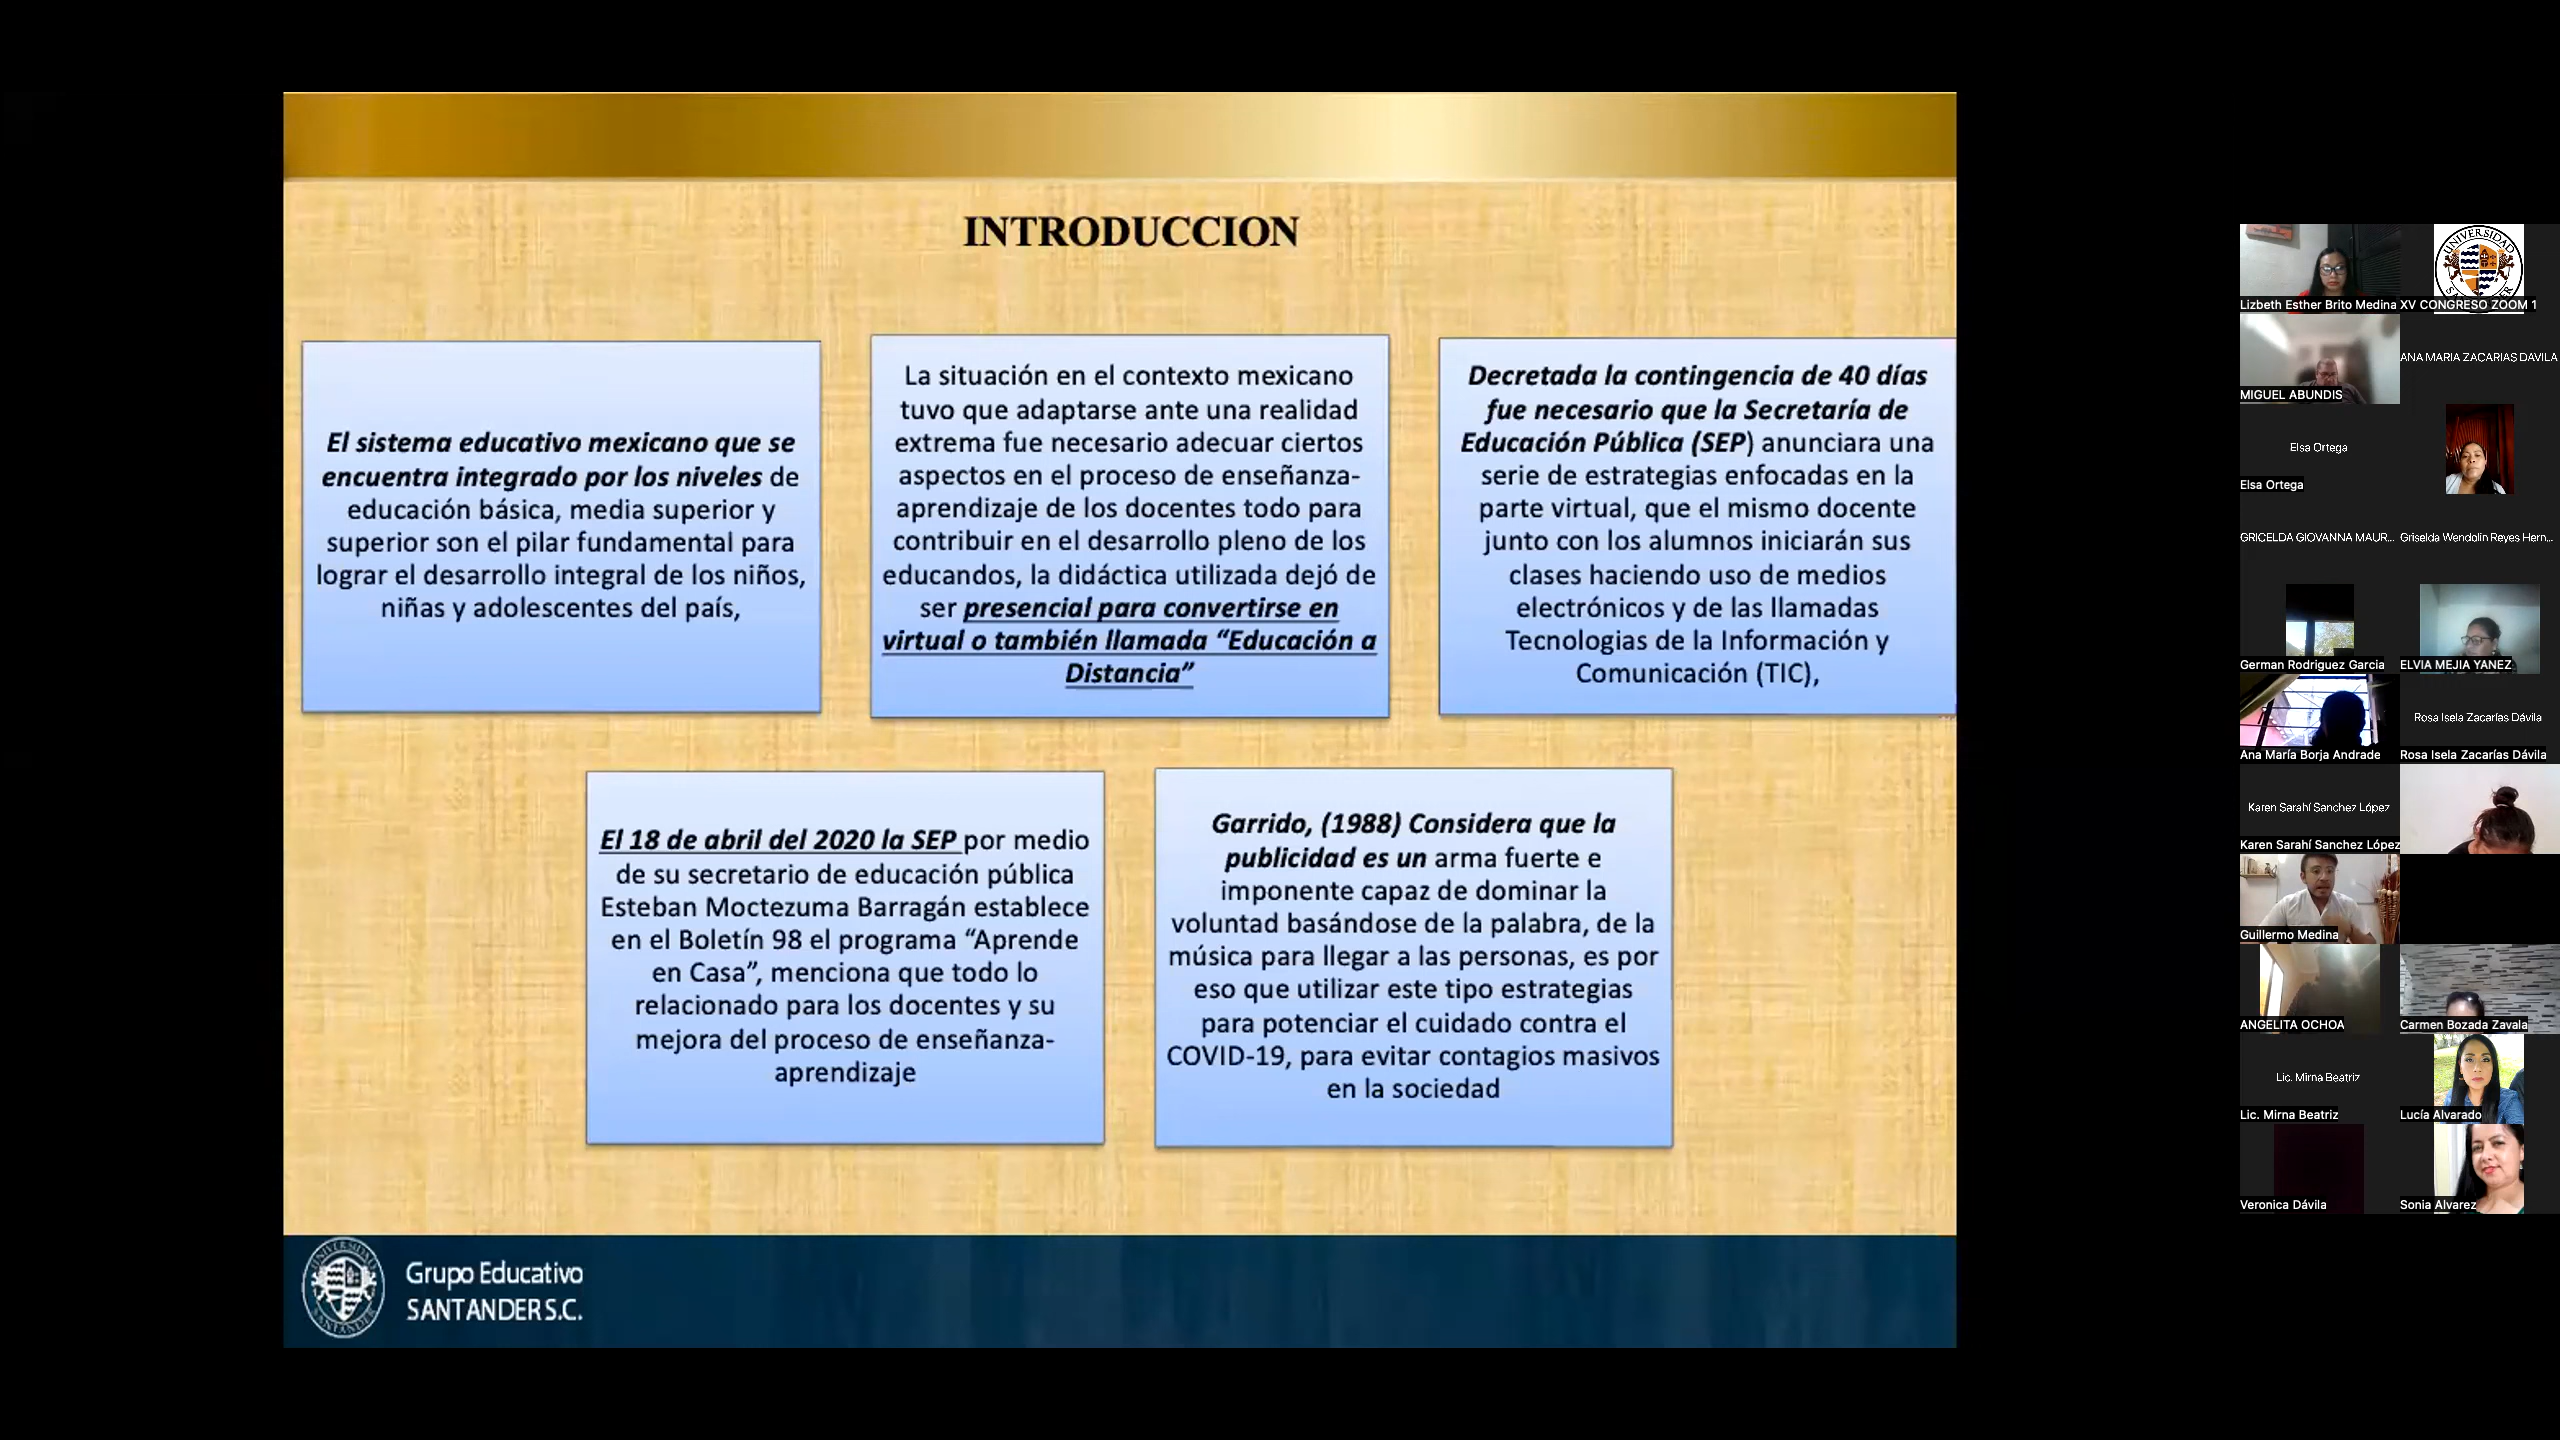 INTRODUCCION
El sistema educativo mexicano que se
encuentra integrado por los niveles de
educación básica, media superior y
superior son el pilar fundamental para
lograr el desarrollo integral de los niños,
niñas y adolescentes del país,
La situación en el contexto mexicano
tuvo que adaptarse ante una realidad
extrema fue necesario adecuar ciertos
aspectos en el proceso de enseñanza-
aprendizaje de los docentes todo para
contribuir en el desarrollo pleno de los
educandos, la didáctica utilizada dejó de
ser presencial para convertirse en
virtual o también llamada “Educación a
Distancia”
Decretada la contingencia de 40 días
fue necesario que la Secretaría de
Educación Pública (SEP) anunciara una
serie de estrategias enfocadas en la
parte virtual, que el mismo docente
junto con los alumnos iniciarán sus
clases haciendo uso de medios
electrónicos y de las llamadas
Tecnologias de la Información y
Comunicación (TIC),
El 18 de abril del 2020 la SEP por medio
de su secretario de educación pública
Esteban Moctezuma Barragán establece
en el Boletín 98 el programa “Aprende
en Casa”, menciona que todo lo
relacionado para los docentes y su
mejora del proceso de enseñanza-
aprendizaje
Garrido, (1988) Considera que la
publicidad es un arma fuerte e
imponente capaz de dominar la
voluntad basándose de la palabra, de la
música para llegar a las personas, es por
eso que utilizar este tipo estrategias
para potenciar el cuidado contra el
COVID-19, para evitar contagios masivos
en la sociedad
UNIVERSIDAD
SANTANDER
Grupo Educativo
SANTANDER S.C.
UNIVERSIDAD
Lizbeth Esther Brito Medina
XV CONGRESO ZOOM 1
MIGUEL ABUNDIS
ANA MARIA ZACARIAS DAVILA
Elsa Ortega
Elsa Ortega
GRICELDA GIOVANNA MAUR...
Griselda Wendolin Reyes Hern...
German Rodriguez Garcia
ELVIA MEJIA YANEZ
Ana María Borja Andrade
Rosa Isela Zacarías Dávila
Rosa Isela Zacarías Dávila
Karen Sarahí Sanchez López
Karen Sarahí Sanchez López
Guillermo Medina
ANGELITA OCHOA
Carmen Bozada Zavala
Lic. Mirna Beatriz
Lic. Mirna Beatriz
Lucía Alvarado
Veronica Dávila
Sonia Alvarez